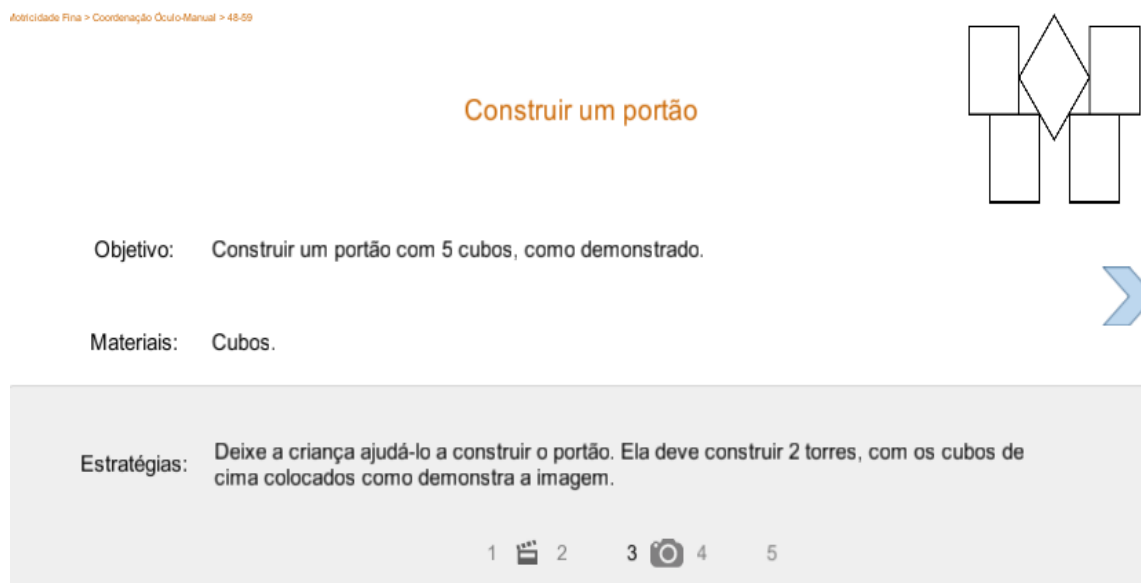 Motricidade Fina > Coordenação Óculo-Manual > 48-59
Construir um portão
Objetivo: Construir um portão com 5 cubos, como demonstrado.
Materiais: Cubos.
Estratégias: Deixe a criança ajudá-lo a construir o portão. Ela deve construir 2 torres, com os cubos de
cima colocados como demonstra a imagem.
1 2 3 4 5